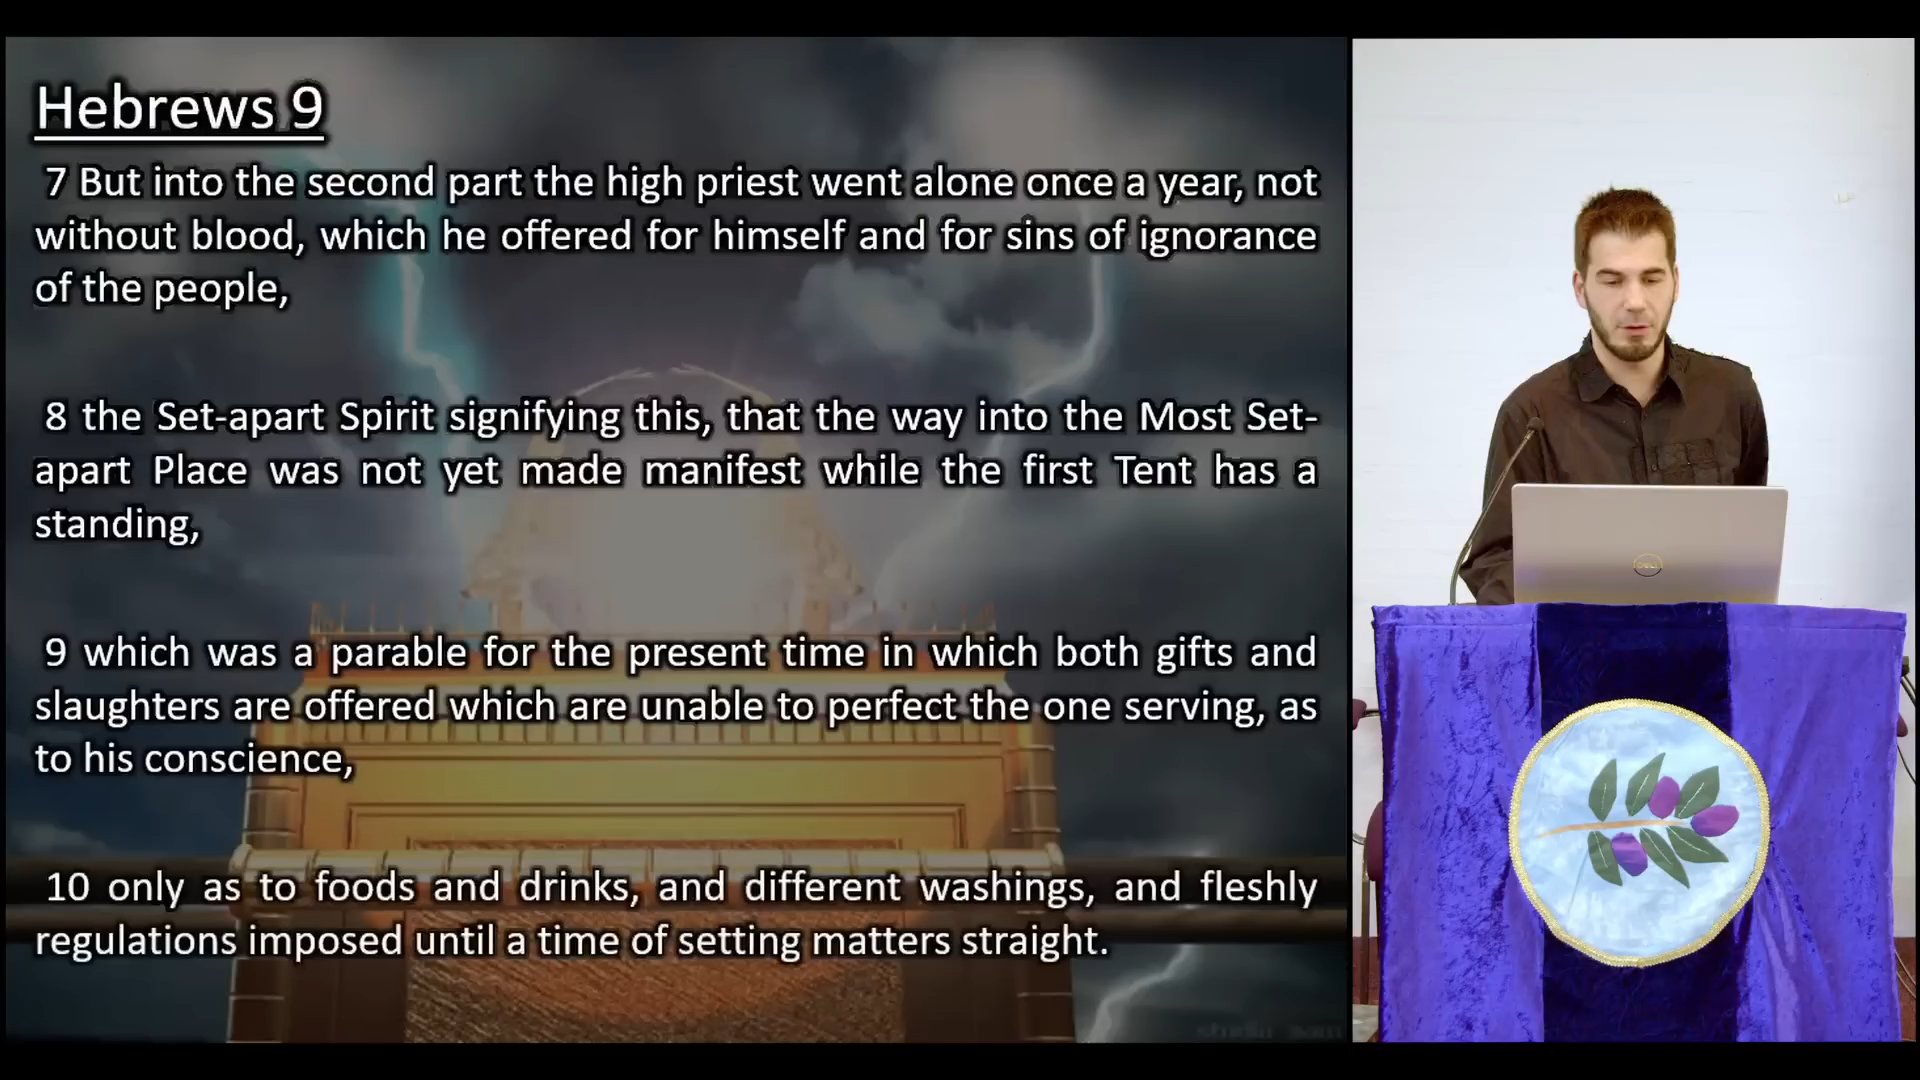 Hebrews 9
7 But into the second part the high priest went alone once a year, not
without blood, which he offered for himself and for sins of ignorance
of the people,
8 the Set-apart Spirit signifying this, that the way into the Most Set-
apart Place was not yet made manifest while the first Tent has a
standing,
9 which was a parable for the present time in which both gifts and
slaughters are offered which are unable to perfect the one serving, as
to his conscience,
10 only as to foods and drinks, and different washings, and fleshly
regulations imposed until a time of setting matters straight.
DELL